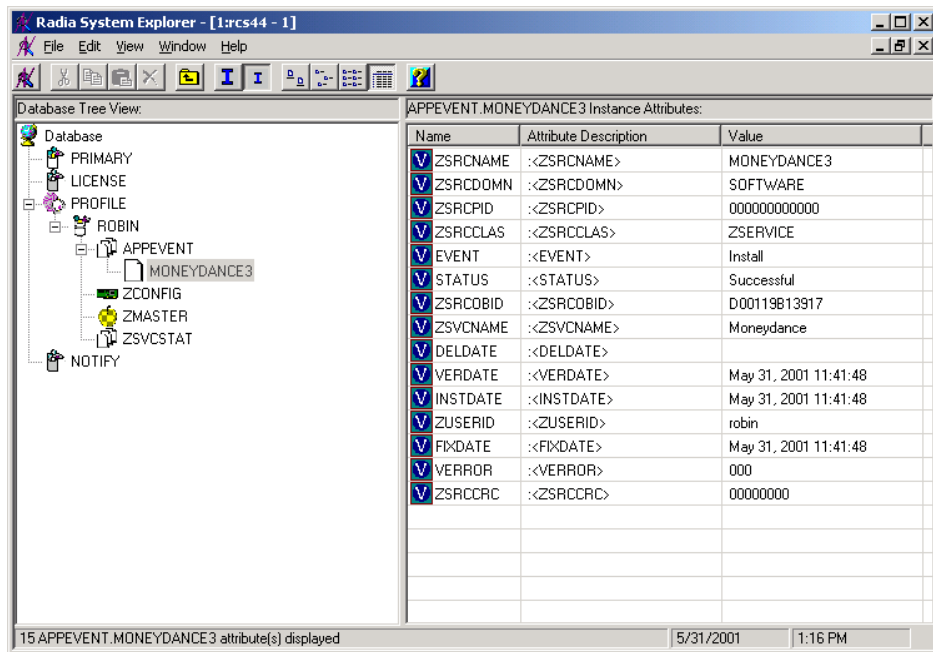 Radia System Explorer - [1:rcs44 - 1]
File Edit View Window Help
Database Tree View:
APPEVENT.MONEYDANCE3 Instance Attributes:
Database
PRIMARY
LICENSE
PROFILE
ROBIN
APPEVENT
MONEYDANCE3
ZCONFIG
ZMASTER
ZSVCSTAT
NOTIFY
Name Attribute Description Value
V ZSRCNAME :<ZSRCNAME> MONEYDANCE3
V ZSRCDOMN :<ZSRCDOMN> SOFTWARE
V ZSRCPID :<ZSRCPID> 000000000000
V ZSRCCLAS :<ZSRCCLAS> ZSERVICE
V EVENT :<EVENT> Install
V STATUS :<STATUS> Successful
V ZSRCOBID :<ZSRCOBID> D00119B13917
V ZSVCNAME :<ZSVCNAME> Moneydance
V DELDATE :<DELDATE>
V VERDATE :<VERDATE> May 31, 2001 11:41:48
V INSTDATE :<INSTDATE> May 31, 2001 11:41:48
V ZUSERID :<ZUSERID> robin
V FIXDATE :<FIXDATE> May 31, 2001 11:41:48
V VERROR :<VERROR> 000
V ZSRCCRC :<ZSRCCRC> 00000000
15 APPEVENT.MONEYDANCE3 attribute(s) displayed 5/31/2001 1:16 PM